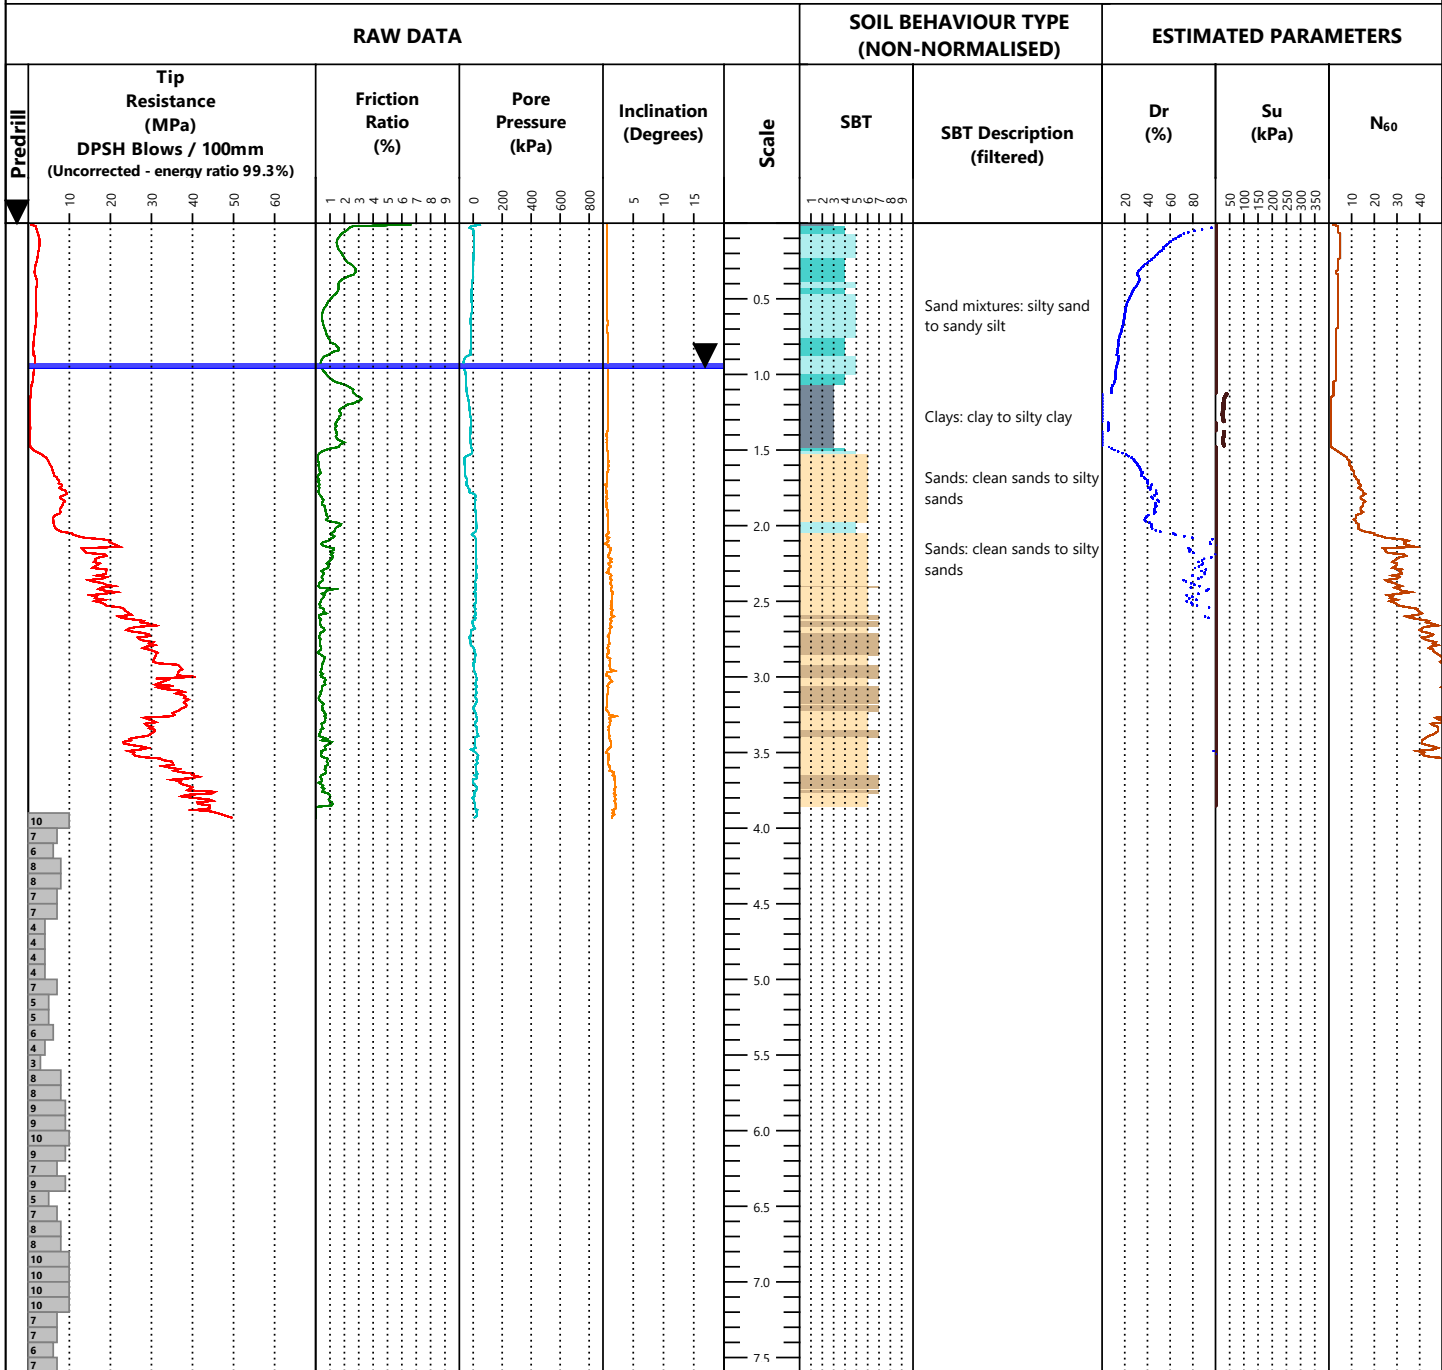 RAW DATA
SOIL BEHAVIOUR TYPE
(NON-NORMALISED)
ESTIMATED PARAMETERS
Predrill
Tip
Resistance
(MPa)
DPSH Blows / 100mm
(Uncorrected - energy ratio 99.3%)
Friction
Ratio
(%)
Pore
Pressure
(kPa)
Inclination
(Degrees)
Scale
SBT
SBT Description
(filtered)
Dr
(%)
Su
(kPa)
N60
10 20 30 40 50 60
1 2 3 4 5 6 7 8 9
0 200 400 600 800
5 10 15
1 2 3 4 5 6 7 8 9
20 40 60 80
50 100 150 200 250 300 350
10 20 30 40
0.5
Sand mixtures: silty sand
to sandy silt
1.0
Clays: clay to silty clay
1.5
Sands: clean sands to silty
sands
2.0
Sands: clean sands to silty
sands
2.5
3.0
3.5
10
4.0
7
6
8
8
7
4.5
7
4
4
4
4
5.0
7
5
5
6
4
5.5
3
8
8
9
9
6.0
10
9
7
9
5
6.5
7
8
8
10
10
7.0
10
10
7
7
6
7.5
7